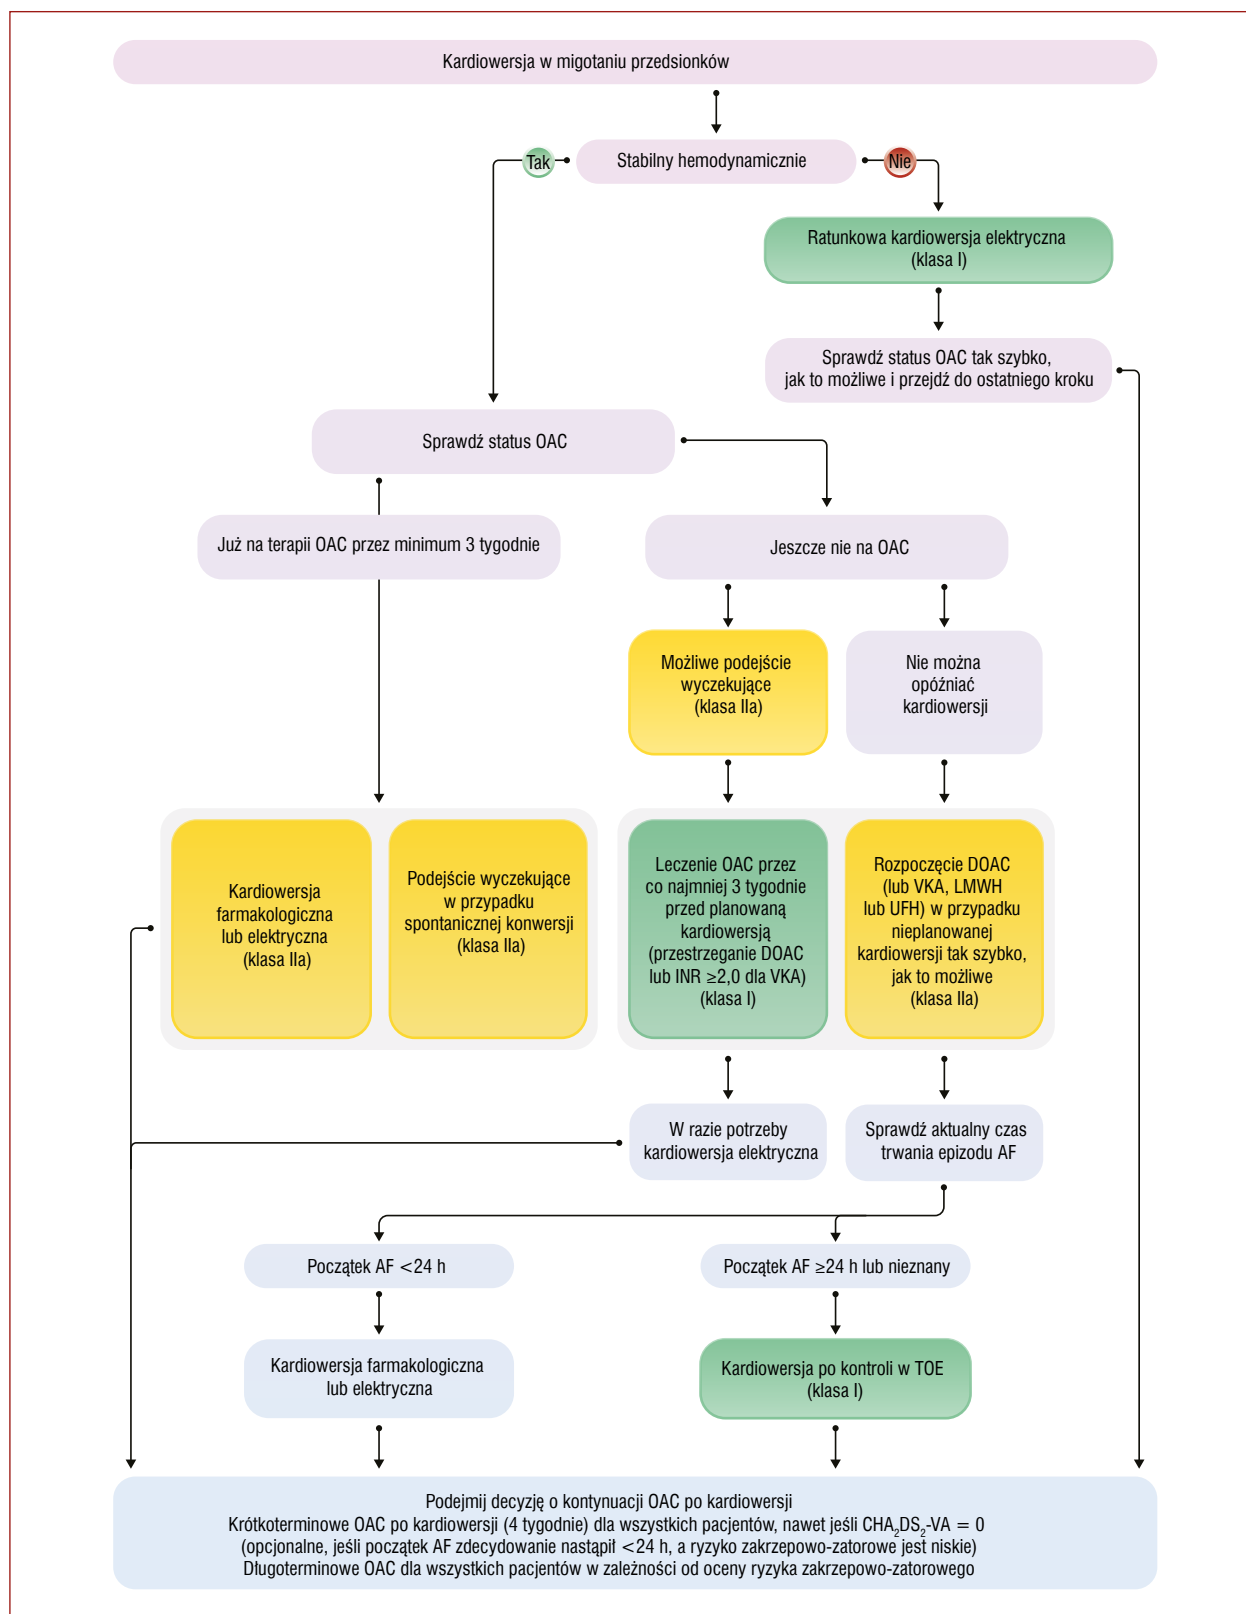 Kardiowersja w migotaniu przedsionków
Tak
Stabilny hemodynamicznie
Nie
Ratunkowa kardiowersja elektryczna
(klasa I)
Sprawdź status OAC tak szybko,
jak to możliwe i przejdź do ostatniego kroku
Sprawdź status OAC
Już na terapii OAC przez minimum 3 tygodnie
Jeszcze nie na OAC
Możliwe podejście
wyczekujące
(klasa IIa)
Nie można
opóźniać
kardiowersji
Kardiowersja
farmakologiczna
lub elektryczna
(klasa IIa)
Podejście wyczekujące
w przypadku
spontanicznej konwersji
(klasa IIa)
Leczenie OAC przez
co najmniej 3 tygodnie
przed planowaną
kardiowersją
(przestrzeganie DOAC
lub INR ≥2,0 dla VKA)
(klasa I)
Rozpoczęcie DOAC
(lub VKA, LMWH
lub UFH) w przypadku
nieplanowanej
kardiowersji tak szybko,
jak to możliwe
(klasa IIa)
W razie potrzeby
kardiowersja elektryczna
Sprawdź aktualny czas
trwania epizodu AF
Początek AF <24 h
Początek AF ≥24 h lub nieznany
Kardiowersja farmakologiczna
lub elektryczna
Kardiowersja po kontroli w TOE
(klasa I)
Podejmij decyzję o kontynuacji OAC po kardiowersji
Krótkoterminowe OAC po kardiowersji (4 tygodnie) dla wszystkich pacjentów, nawet jeśli CHA₂DS₂-VA = 0
(opcjonalne, jeśli początek AF zdecydowanie nastąpił <24 h, a ryzyko zakrzepowo-zatorowe jest niskie)
Długoterminowe OAC dla wszystkich pacjentów w zależności od oceny ryzyka zakrzepowo-zatorowego